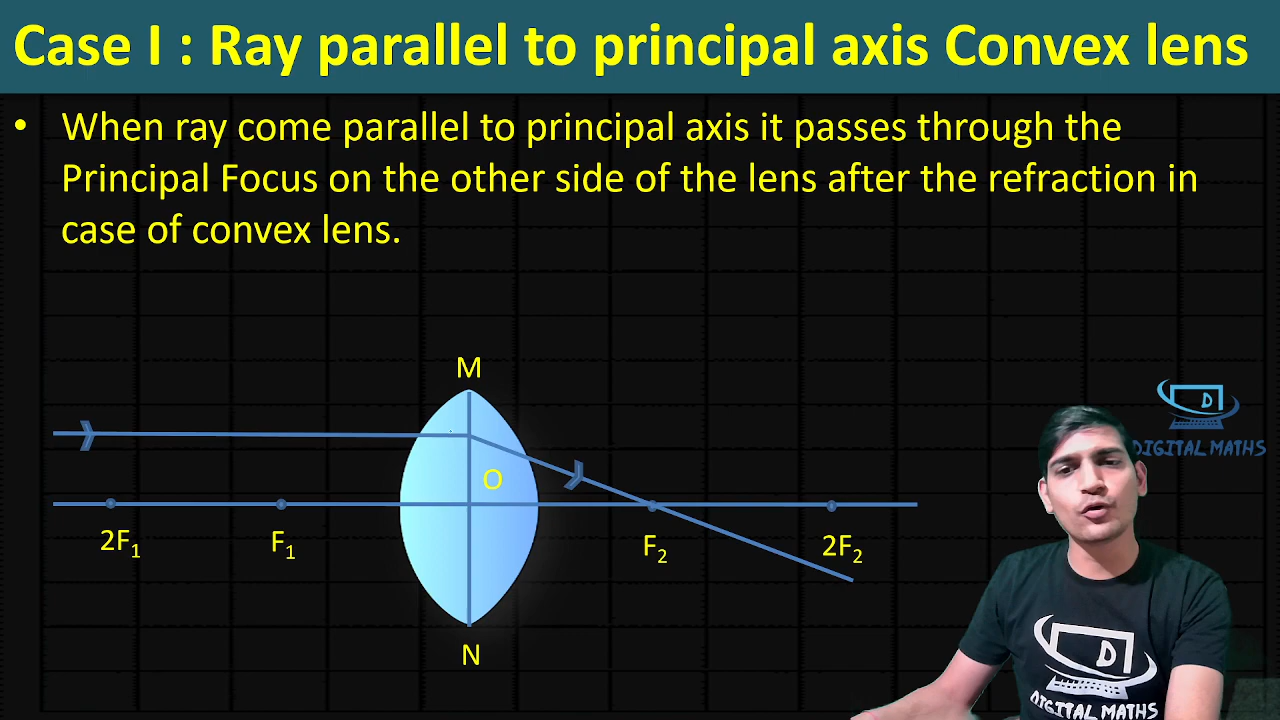 Case I : Ray parallel to principal axis Convex lens
• When ray come parallel to principal axis it passes through the
Principal Focus on the other side of the lens after the refraction in
case of convex lens.
M
O
2F₁
F₁
F₂
2F₂
N
D
DIGITAL MATHS
D
DIGITAL MATHS